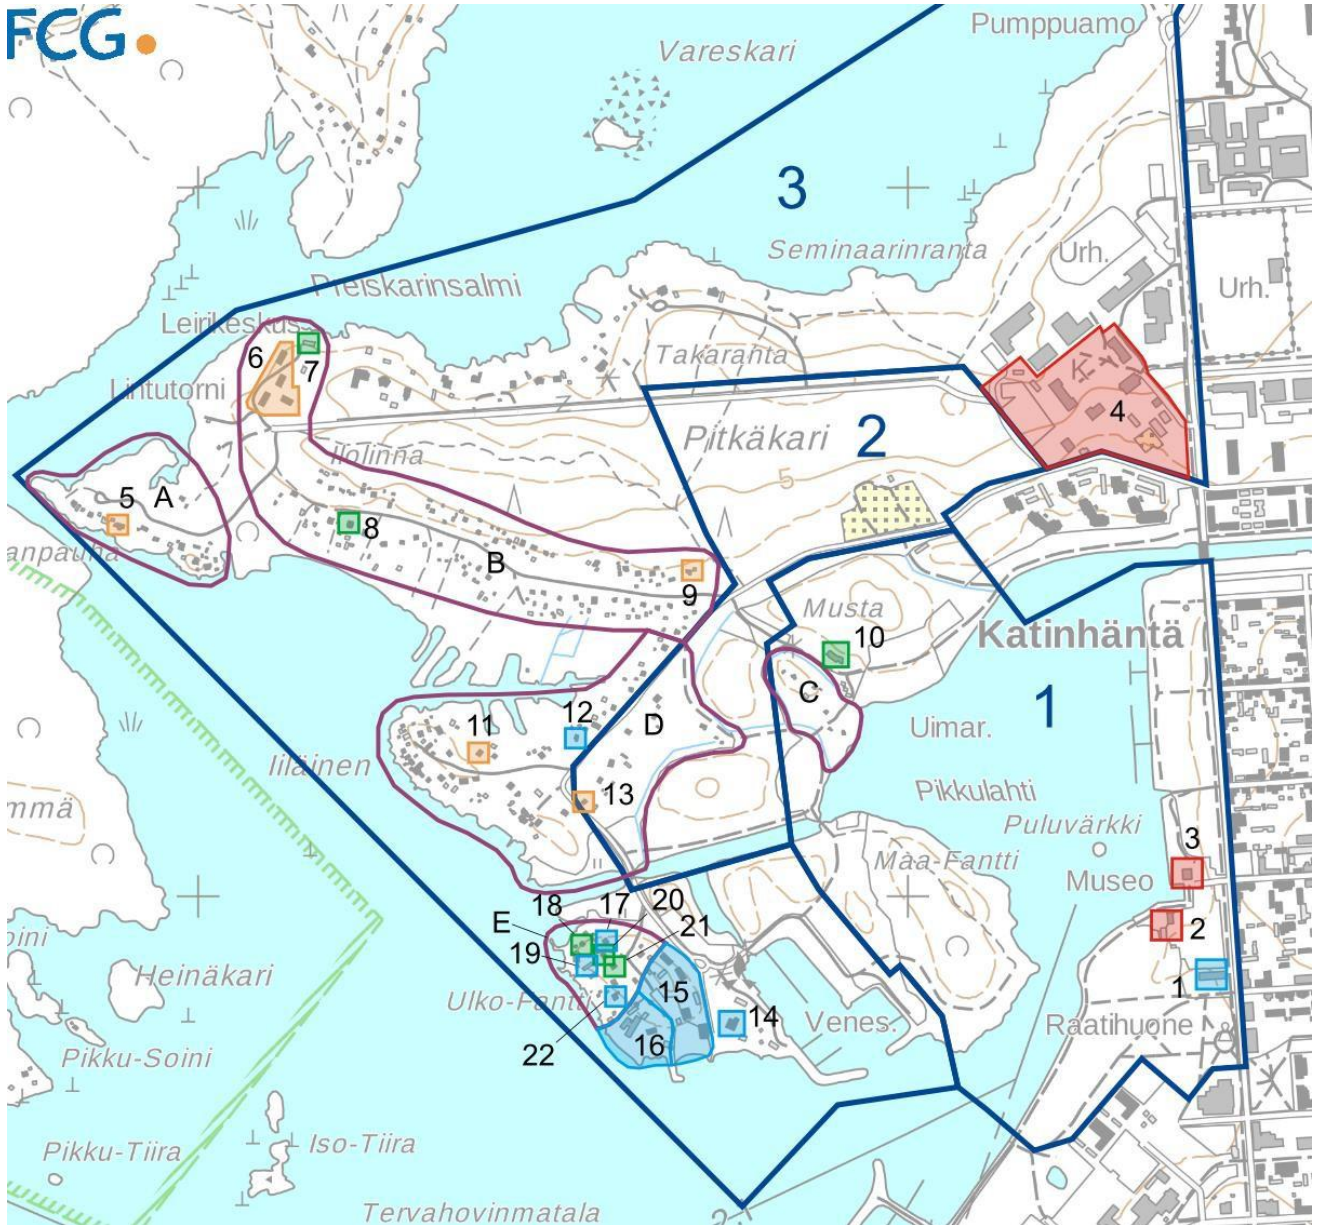 FCG
Pumppuamo
Vareskari
3
Seminaarinranta
Urh.
Urh.
Preiskarinsalmi
Leirikeskus
6
7
Takaranta
K
4
Lintutorni
Pitkäkari
2
Ilolinna
5
5
A
8
B
9
Musta
Katinhäntä
10
C
1
D
Uimar.
11
12
13
Iiläinen
Pikkulahti
Puluvärkki
3
Maa-Fantti
Museo
mmä
2
18
17
20
21
E
19
oini
Heinäkari
Ulko-Fantti
15
1
14
Venes.
Raatihuone
16
22
Pikku-Soini
Pikku-Tiira
Iso-Tiira
Tervahovinmatala